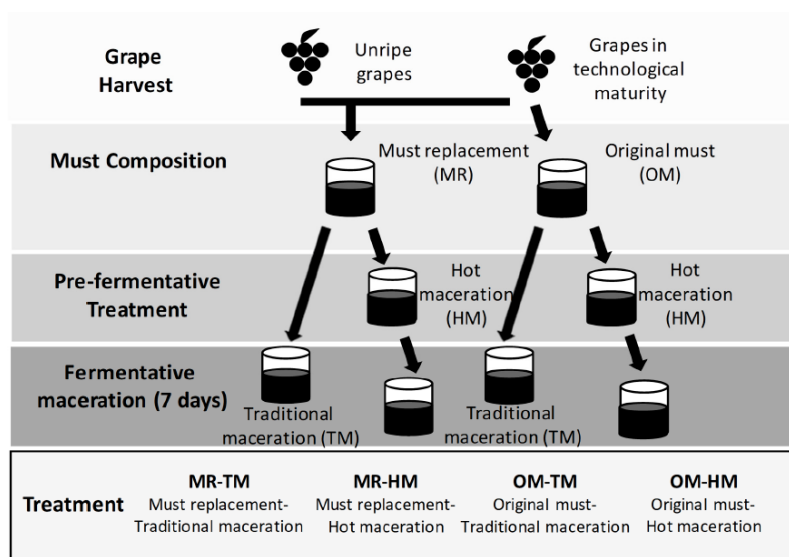 Grape
Harvest
Unripe
grapes
Grapes in
technological
maturity
Must Composition
Must replacement
(MR)
Original must
(OM)
Pre-fermentative
Treatment
Hot
maceration
(HM)
Hot
maceration
(HM)
Fermentative
maceration (7 days)
Traditional
maceration (TM)
Traditional
maceration (TM)
Treatment
MR-TM
Must replacement-
Traditional maceration
MR-HM
Must replacement-
Hot maceration
OM-TM
Original must-
Traditional maceration
OM-HM
Original must-
Hot maceration